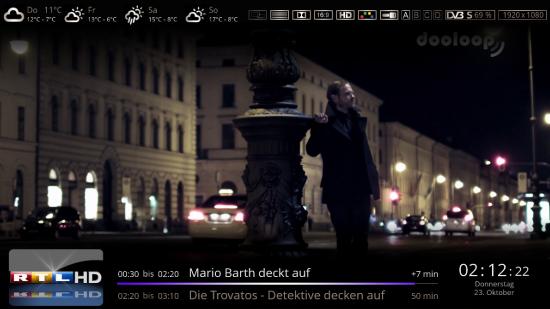 Do 11°C
12°C - 7°C
Fr
13°C - 6°C
Sa
15°C - 8°C
So
17°C - 8°C
16:9
HD
A B C D
DVB S 69 %
1920 x 1080
dooloop
RTL HD
00:30 bis 02:20 Mario Barth deckt auf +7 min
02:20 bis 03:10 Die Trovatos - Detektive decken auf 50 min
02:12:22
Donnerstag
23. Oktober